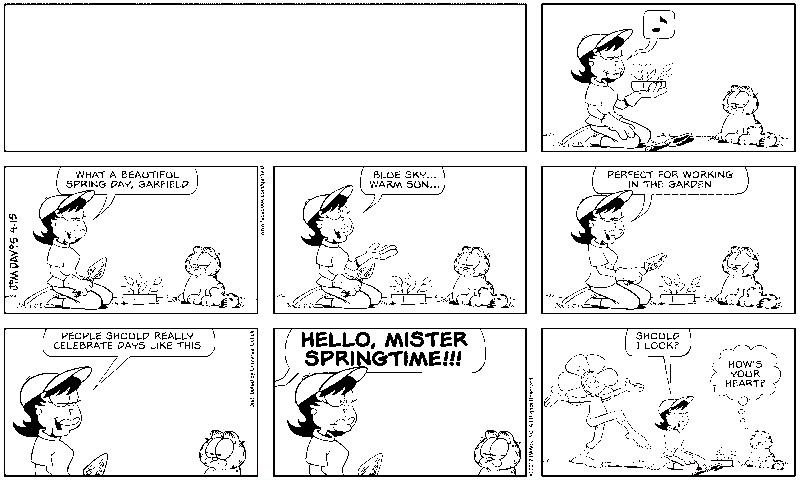 WHAT A BEAUTIFUL
SPRING DAY, GARFIELD
JPM DAVPS 4·15
BLUE SKY...
WARM SUN...
PERFECT FOR WORKING
IN THE GARDEN
PEOPLE SHOULD REALLY
CELEBRATE DAYS LIKE THIS
HELLO, MISTER
SPRINGTIME!!!
SHOULD
I LOOK?
HOW'S
YOUR
HEART?